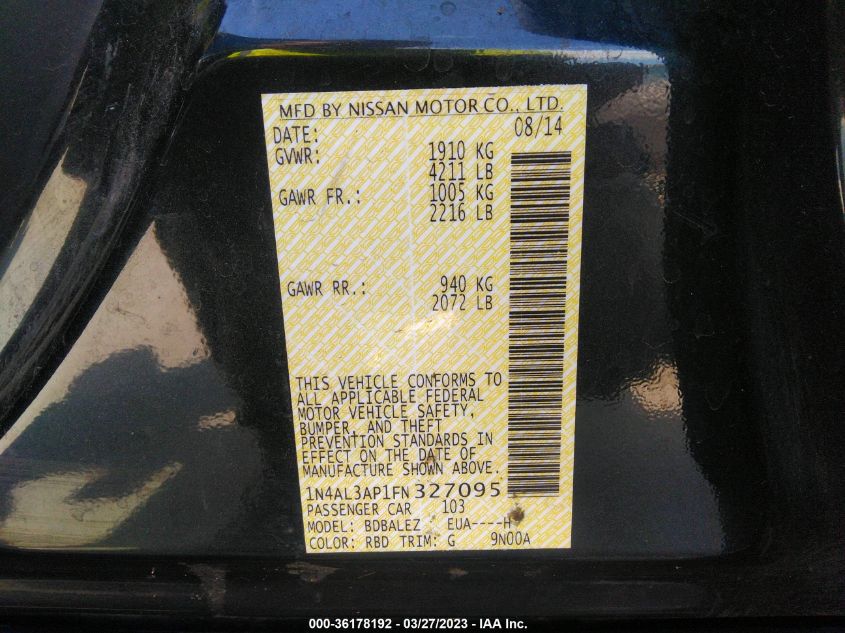 MFD BY NISSAN MOTOR CO., LTD.
DATE: 08/14
GVWR: 1910 KG
4211 LB
GAWR FR.: 1005 KG
2216 LB
GAWR RR.: 940 KG
2072 LB
THIS VEHICLE CONFORMS TO
ALL APPLICABLE FEDERAL
MOTOR VEHICLE SAFETY,
BUMPER, AND THEFT
PREVENTION STANDARDS IN
EFFECT ON THE DATE OF
MANUFACTURE SHOWN ABOVE.
1N4AL3AP1FN327095
PASSENGER CAR 103
MODEL: BDBALEZ EUA----H
COLOR: RBD TRIM: G 9N00A
000-36178192 - 03/27/2023 - IAA Inc.